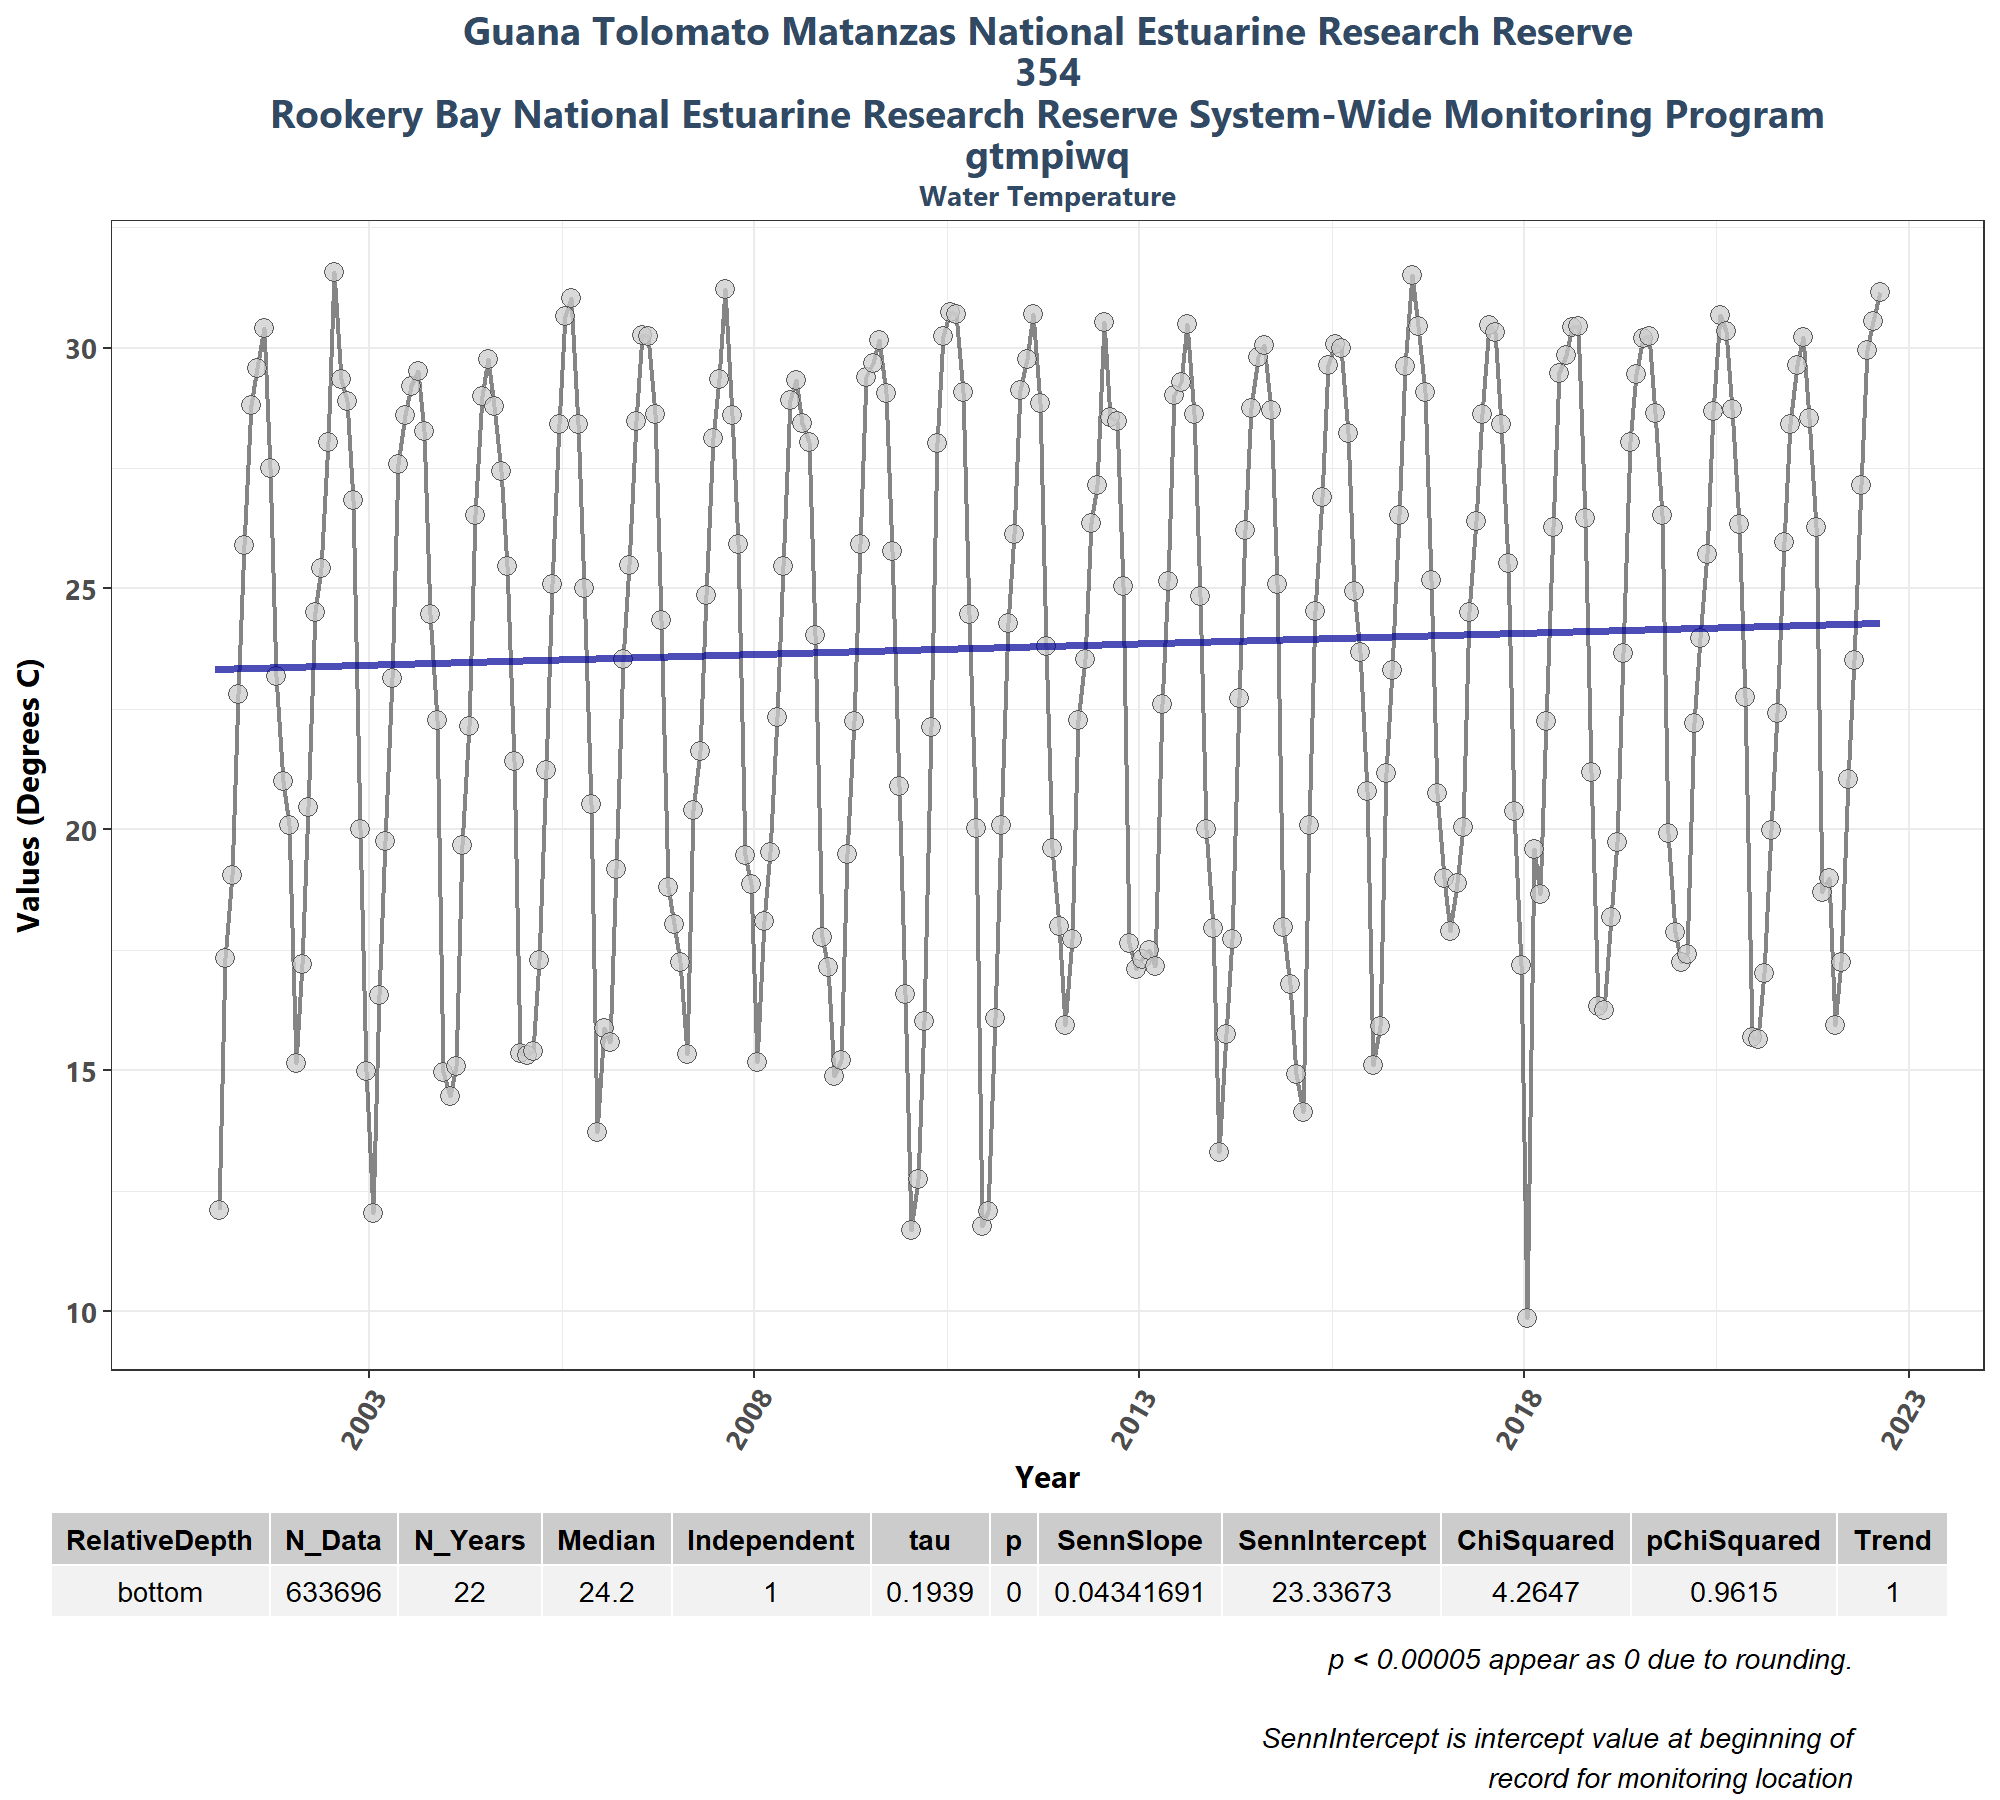 Guana Tolomato Matanzas National Estuarine Research Reserve
354
Rookery Bay National Estuarine Research Reserve System-Wide Monitoring Program
gtmpiwq
Water Temperature
Values (Degrees C)
30
25
20
15
10
2003
2008
2013
2018
2023
Year
RelativeDepth N_Data N_Years Median Independent tau p SennSlope SennIntercept ChiSquared pChiSquared Trend
bottom 633696 22 24.2 1 0.1939 0 0.04341691 23.33673 4.2647 0.9615 1
p < 0.00005 appear as 0 due to rounding.
SennIntercept is intercept value at beginning of
record for monitoring location